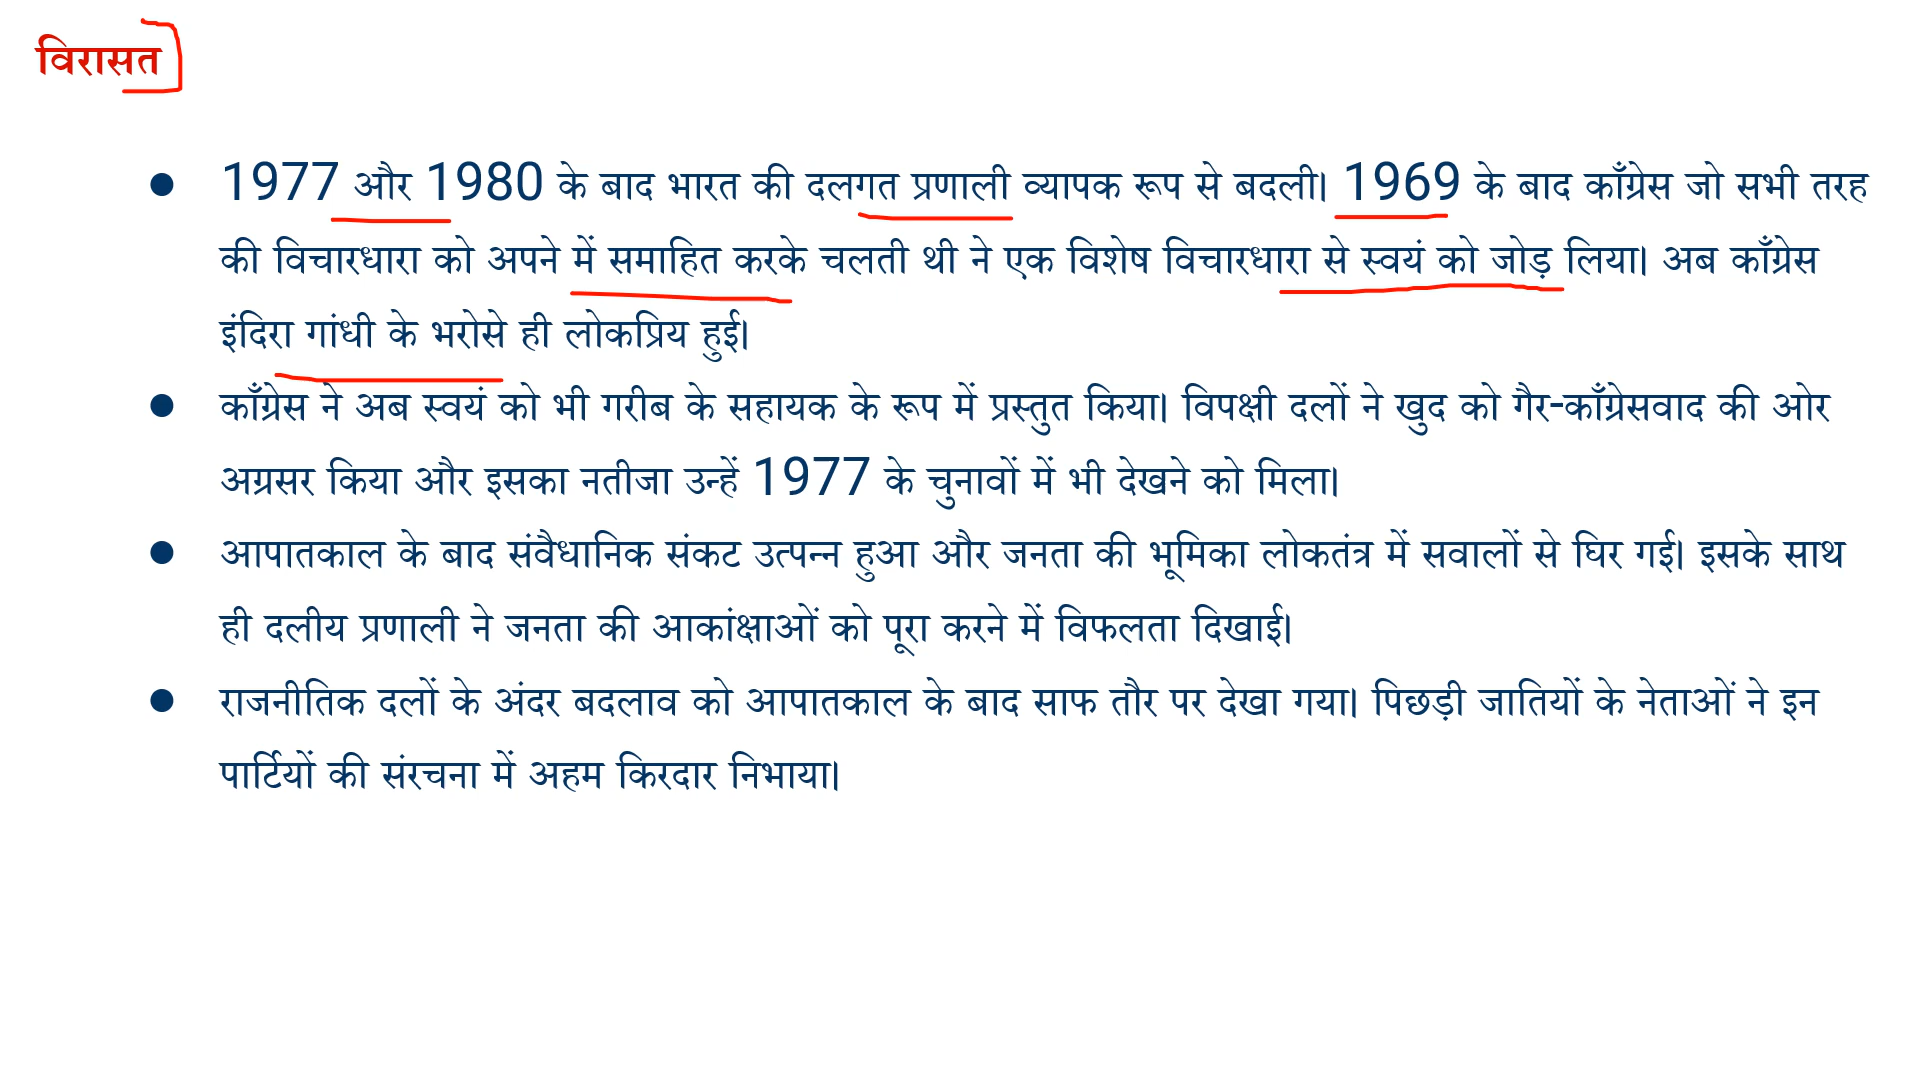 विरासत
● 1977 और 1980 के बाद भारत की दलगत प्रणाली व्यापक रूप से बदली। 1969 के बाद काँग्रेस जो सभी तरह
की विचारधारा को अपने में समाहित करके चलती थी ने एक विशेष विचारधारा से स्वयं को जोड़ लिया। अब काँग्रेस
इंदिरा गांधी के भरोसे ही लोकप्रिय हुई।
● काँग्रेस ने अब स्वयं को भी गरीब के सहायक के रूप में प्रस्तुत किया। विपक्षी दलों ने खुद को गैर-काँग्रेसवाद की ओर
अग्रसर किया और इसका नतीजा उन्हें 1977 के चुनावों में भी देखने को मिला।
● आपातकाल के बाद संवैधानिक संकट उत्पन्न हुआ और जनता की भूमिका लोकतंत्र में सवालों से घिर गई। इसके साथ
ही दलीय प्रणाली ने जनता की आकांक्षाओं को पूरा करने में विफलता दिखाई।
● राजनीतिक दलों के अंदर बदलाव को आपातकाल के बाद साफ तौर पर देखा गया। पिछड़ी जातियों के नेताओं ने इन
पार्टियों की संरचना में अहम किरदार निभाया।